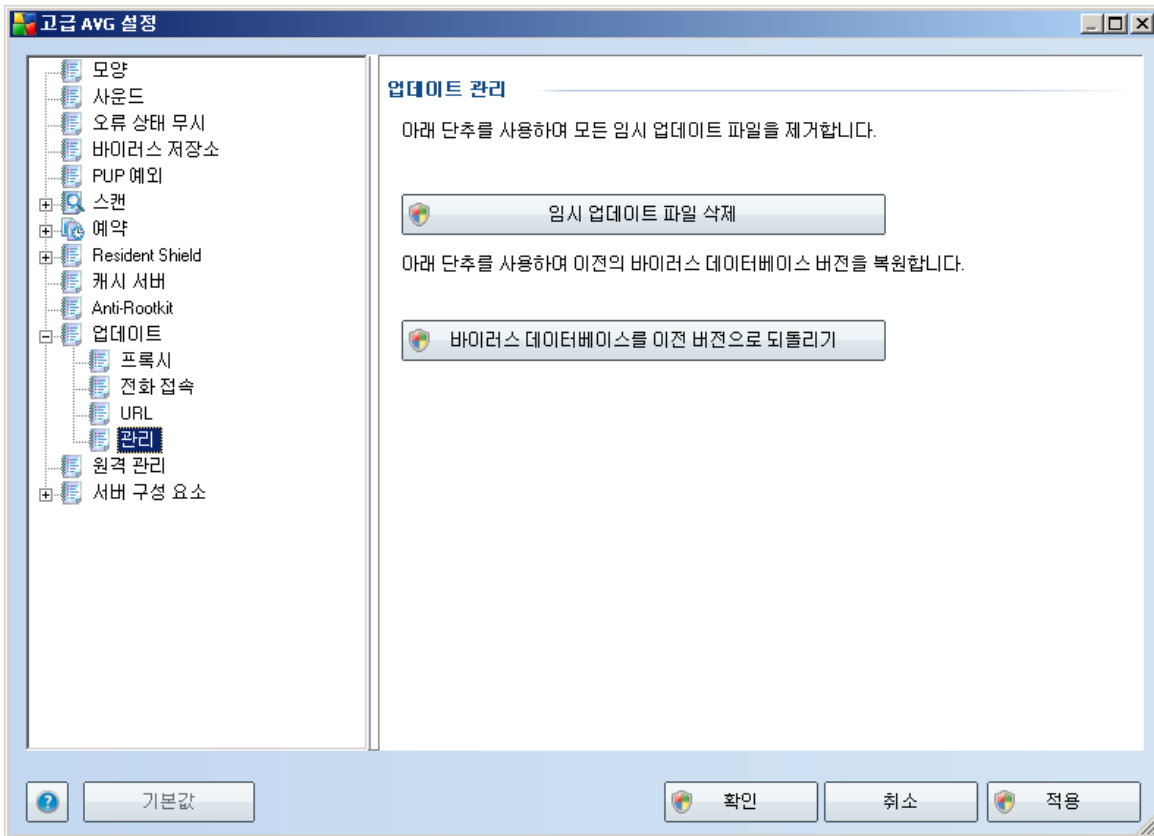 고급 AVG 설정
모양
사운드
오류 상태 무시
바이러스 저장소
PUP 예외
스캔
예약
Resident Shield
캐시 서버
Anti-Rootkit
업데이트
프록시
전화 접속
URL
관리
원격 관리
서버 구성 요소
업데이트 관리
아래 단추를 사용하여 모든 임시 업데이트 파일을 제거합니다.
임시 업데이트 파일 삭제
아래 단추를 사용하여 이전의 바이러스 데이터베이스 버전을 복원합니다.
바이러스 데이터베이스를 이전 버전으로 되돌리기
기본값
확인
취소
적용